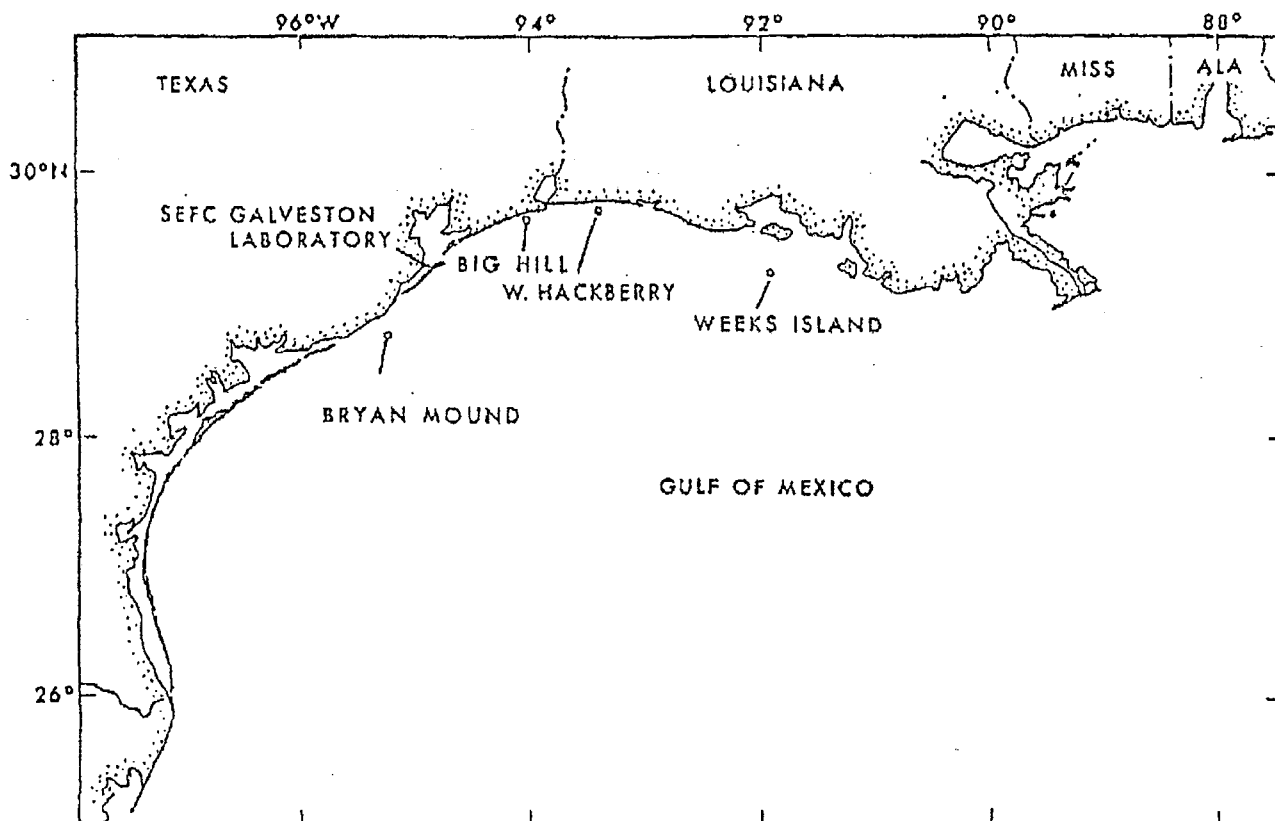 96°W 94° 92° 90° 88°
TEXAS LOUISIANA MISS ALA
30°N
SEFC GALVESTON
LABORATORY
BIG HILL
W. HACKBERRY
WEEKS ISLAND
BRYAN MOUND
28°
GULF OF MEXICO
26°